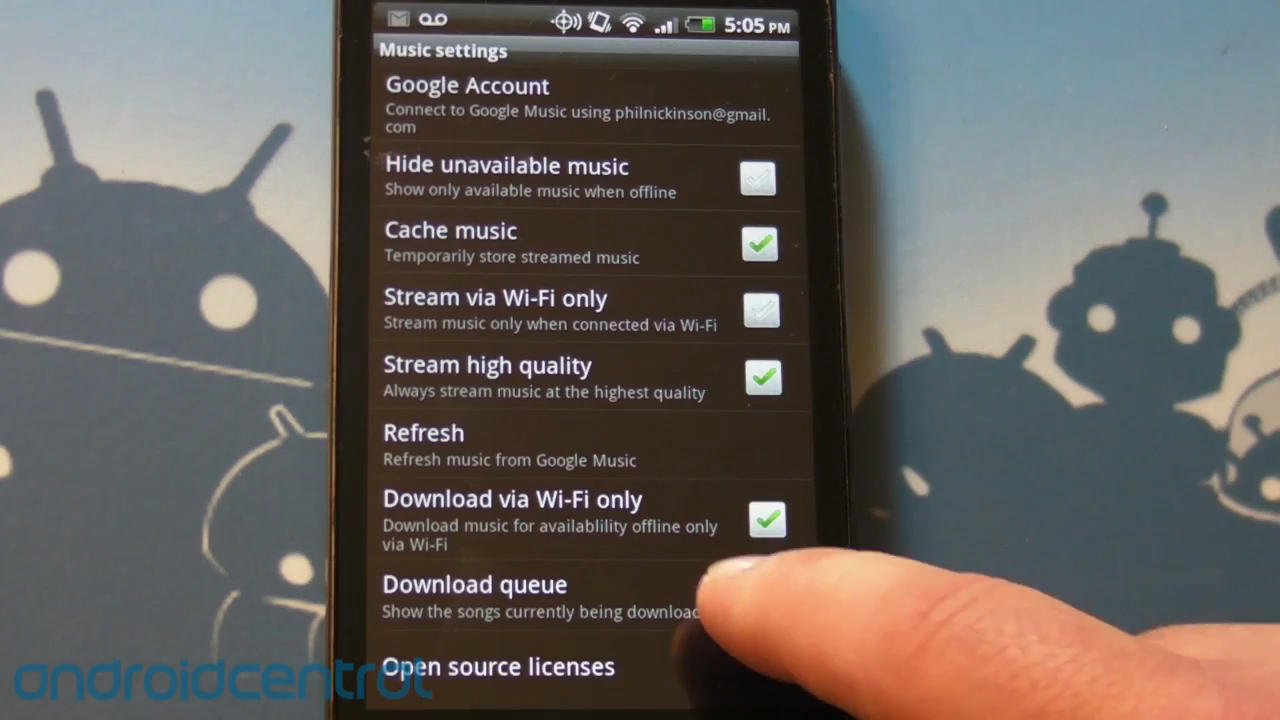 5:05 PM
Music settings
Google Account
Connect to Google Music using philnickinson@gmail.
com
Hide unavailable music
Show only available music when offline
Cache music
Temporarily store streamed music
Stream via Wi-Fi only
Stream music only when connected via Wi-Fi
Stream high quality
Always stream music at the highest quality
Refresh
Refresh music from Google Music
Download via Wi-Fi only
Download music for availablility offline only
via Wi-Fi
Download queue
Show the songs currently being
Open source licenses
androidcentral